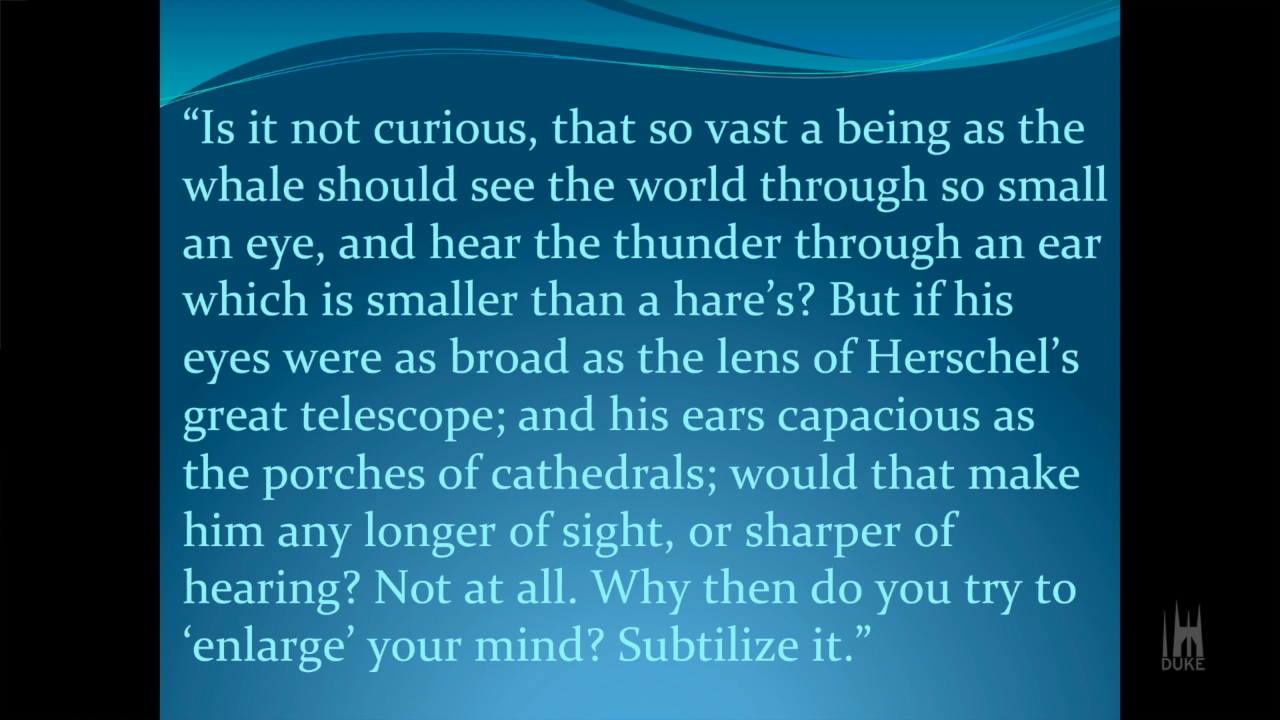 “Is it not curious, that so vast a being as the
whale should see the world through so small
an eye, and hear the thunder through an ear
which is smaller than a hare’s? But if his
eyes were as broad as the lens of Herschel’s
great telescope; and his ears capacious as
the porches of cathedrals; would that make
him any longer of sight, or sharper of
hearing? Not at all. Why then do you try to
‘enlarge’ your mind? Subtilize it.”
DUKE